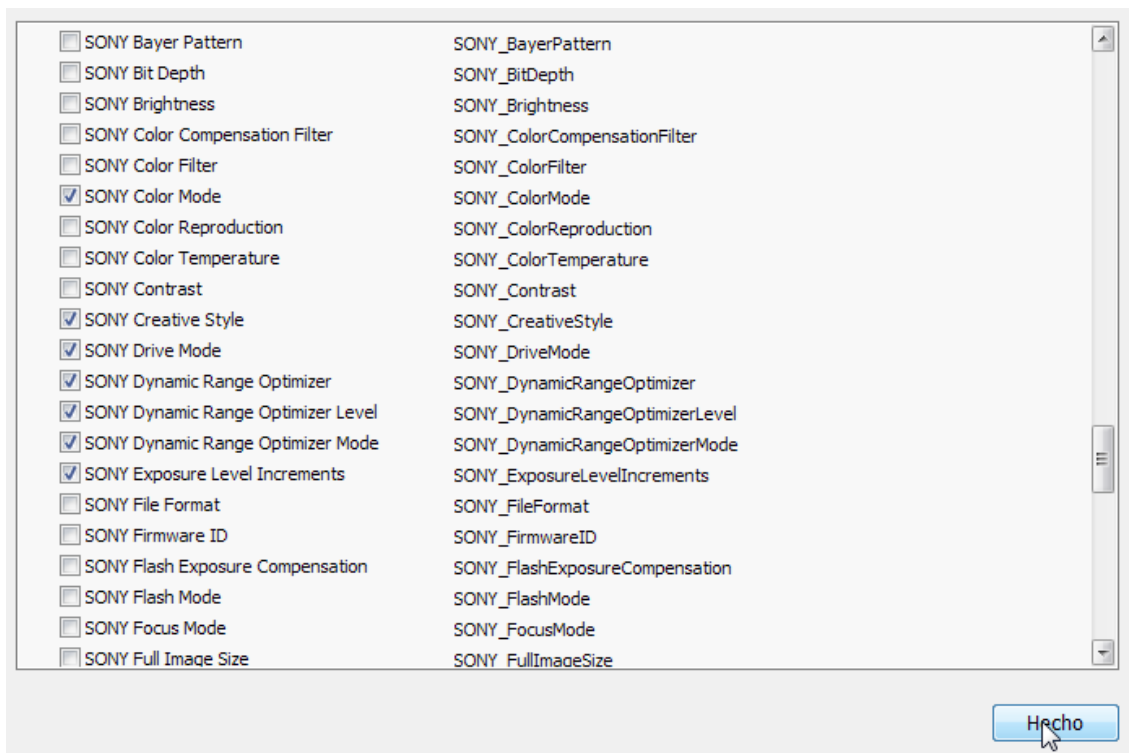 SONY Bayer Pattern SONY_BayerPattern
SONY Bit Depth SONY_BitDepth
SONY Brightness SONY_Brightness
SONY Color Compensation Filter SONY_ColorCompensationFilter
SONY Color Filter SONY_ColorFilter
SONY Color Mode SONY_ColorMode
SONY Color Reproduction SONY_ColorReproduction
SONY Color Temperature SONY_ColorTemperature
SONY Contrast SONY_Contrast
SONY Creative Style SONY_CreativeStyle
SONY Drive Mode SONY_DriveMode
SONY Dynamic Range Optimizer SONY_DynamicRangeOptimizer
SONY Dynamic Range Optimizer Level SONY_DynamicRangeOptimizerLevel
SONY Dynamic Range Optimizer Mode SONY_DynamicRangeOptimizerMode
SONY Exposure Level Increments SONY_ExposureLevelIncrements
SONY File Format SONY_FileFormat
SONY Firmware ID SONY_FirmwareID
SONY Flash Exposure Compensation SONY_FlashExposureCompensation
SONY Flash Mode SONY_FlashMode
SONY Focus Mode SONY_FocusMode
SONY Full Image Size SONY_FullImageSize
Hecho